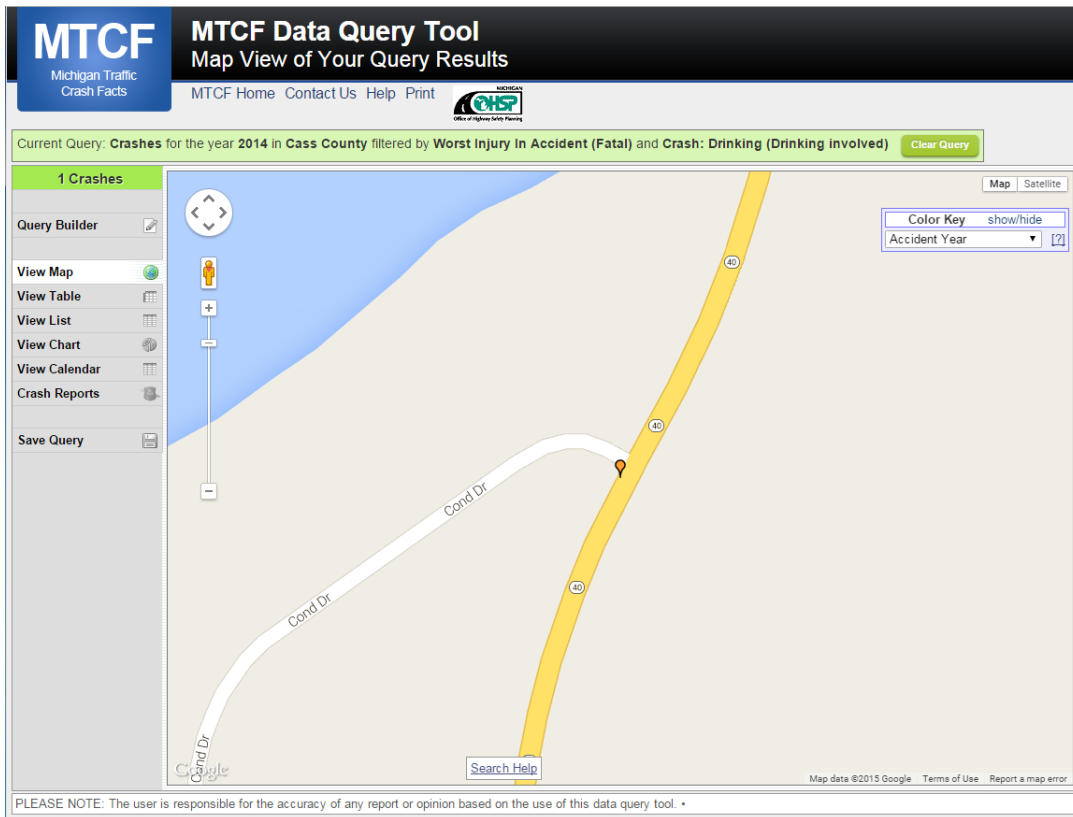 MTCF
Michigan Traffic
Crash Facts
MTCF Data Query Tool
Map View of Your Query Results
MTCF Home Contact Us Help Print
MICHIGAN
OHSP
Office of Highway Safety Planning
Current Query: Crashes for the year 2014 in Cass County filtered by Worst Injury In Accident (Fatal) and Crash: Drinking (Drinking involved)
Clear Query
1 Crashes
Query Builder
View Map
View Table
View List
View Chart
View Calendar
Crash Reports
Save Query
Map Satellite
Color Key show/hide
Accident Year [?]
40
40
Cond Dr
40
Cond Dr
Cond Dr
Google
Search Help
Map data ©2015 Google Terms of Use Report a map error
PLEASE NOTE: The user is responsible for the accuracy of any report or opinion based on the use of this data query tool. •